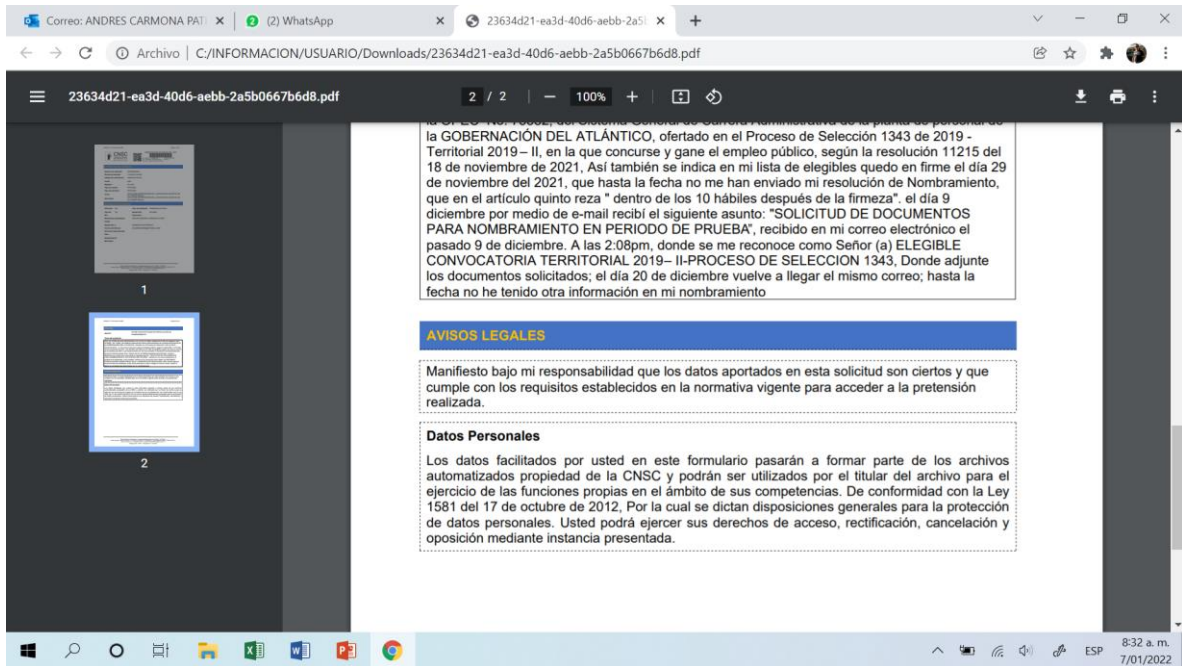 Correo: ANDRES CARMONA PATI
(2) WhatsApp
23634d21-ea3d-40d6-aebb-2a5b
Archivo | C:/INFORMACION/USUARIO/Downloads/23634d21-ea3d-40d6-aebb-2a5b0667b6d8.pdf
23634d21-ea3d-40d6-aebb-2a5b0667b6d8.pdf
2 / 2
100%
la GOBERNACIÓN DEL ATLÁNTICO, ofertado en el Proceso de Selección 1343 de 2019 -
Territorial 2019 – II, en la que concurse y gane el empleo público, según la resolución 11215 del
18 de noviembre de 2021, Así también se indica en mi lista de elegibles quedo en firme el día 29
de noviembre del 2021, que hasta la fecha no me han enviado mi resolución de Nombramiento,
que en el artículo quinto reza " dentro de los 10 hábiles después de la firmeza". el día 9
diciembre por medio de e-mail recibí el siguiente asunto: "SOLICITUD DE DOCUMENTOS
PARA NOMBRAMIENTO EN PERIODO DE PRUEBA", recibido en mi correo electrónico el
pasado 9 de diciembre. A las 2:08pm, donde se me reconoce como Señor (a) ELEGIBLE
CONVOCATORIA TERRITORIAL 2019– II-PROCESO DE SELECCION 1343, Donde adjunte
los documentos solicitados; el día 20 de diciembre vuelve a llegar el mismo correo; hasta la
fecha no he tenido otra información en mi nombramiento
AVISOS LEGALES
Manifiesto bajo mi responsabilidad que los datos aportados en esta solicitud son ciertos y que
cumple con los requisitos establecidos en la normativa vigente para acceder a la pretensión
realizada.
Datos Personales
Los datos facilitados por usted en este formulario pasarán a formar parte de los archivos
automatizados propiedad de la CNSC y podrán ser utilizados por el titular del archivo para el
ejercicio de las funciones propias en el ámbito de sus competencias. De conformidad con la Ley
1581 del 17 de octubre de 2012, Por la cual se dictan disposiciones generales para la protección
de datos personales. Usted podrá ejercer sus derechos de acceso, rectificación, cancelación y
oposición mediante instancia presentada.
1
2
ESP
8:32 a. m.
7/01/2022